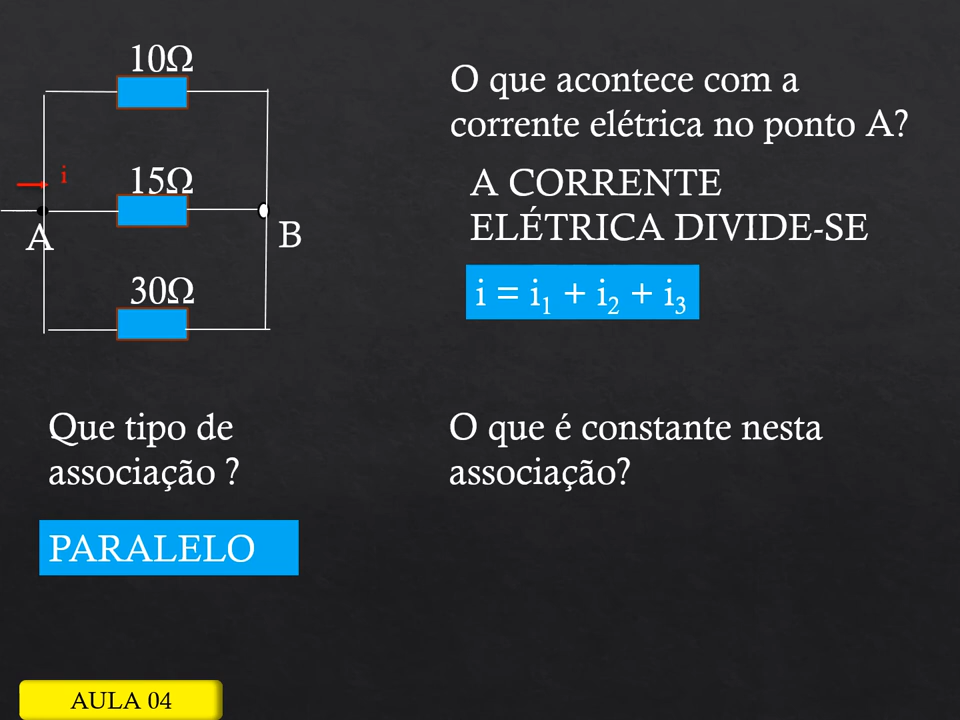 10Ω
i
15Ω
A
B
30Ω
O que acontece com a
corrente elétrica no ponto A?
A CORRENTE
ELÉTRICA DIVIDE-SE
i = i₁ + i₂ + i₃
Que tipo de
associação ?
PARALELO
O que é constante nesta
associação?
AULA 04